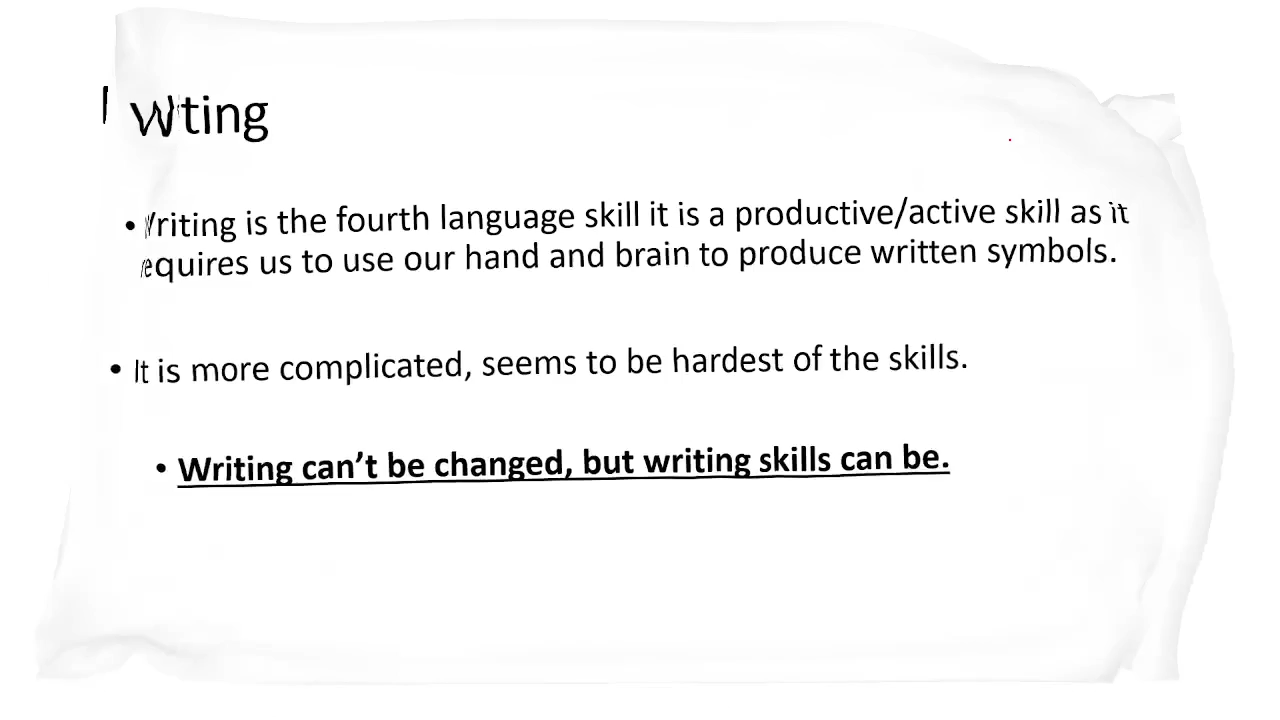 Writing
• Writing is the fourth language skill it is a productive/active skill as it
requires us to use our hand and brain to produce written symbols.
• It is more complicated, seems to be hardest of the skills.
• Writing can't be changed, but writing skills can be.